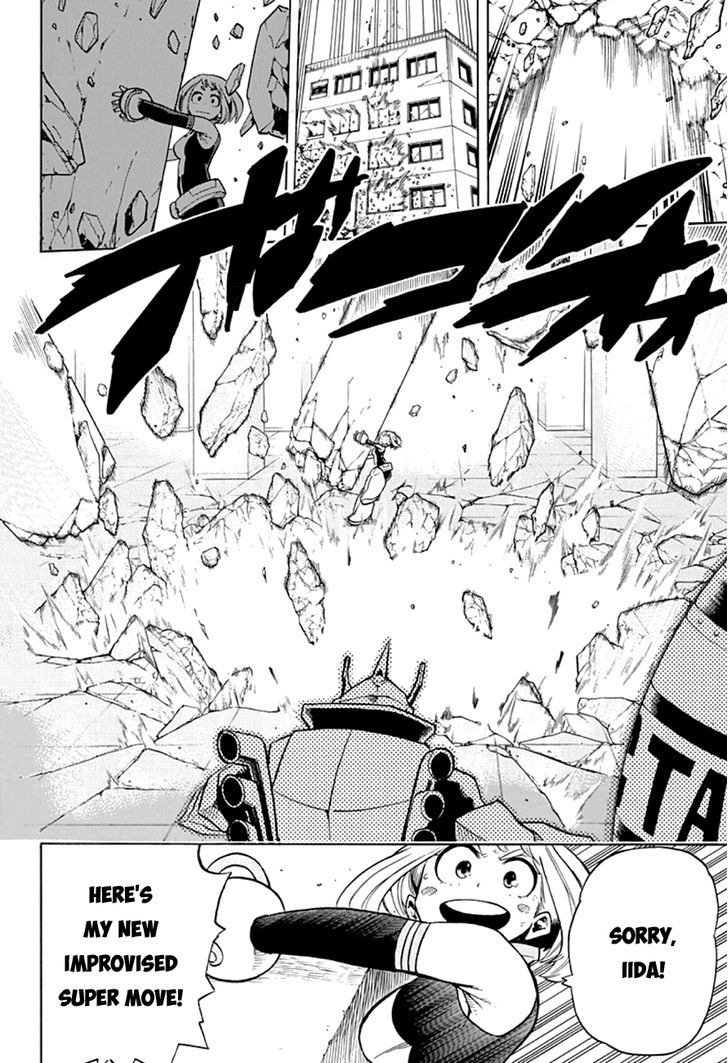 TA
SORRY,
IIDA!
HERE'S
MY NEW
IMPROVISED
SUPER MOVE!